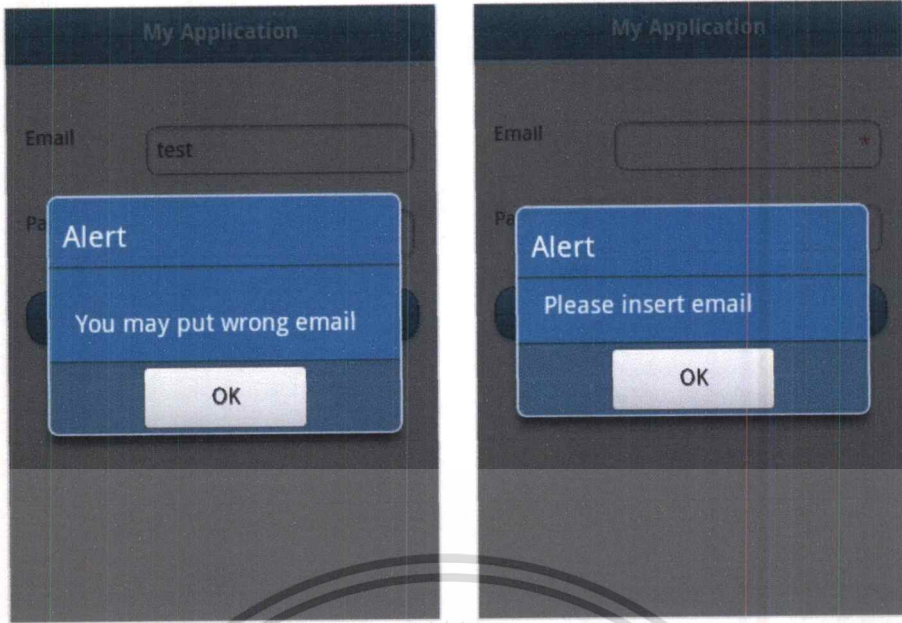 My Application
Email
test
Pa
Alert
You may put wrong email
OK
My Application
Email
*
Pa
Alert
Please insert email
OK